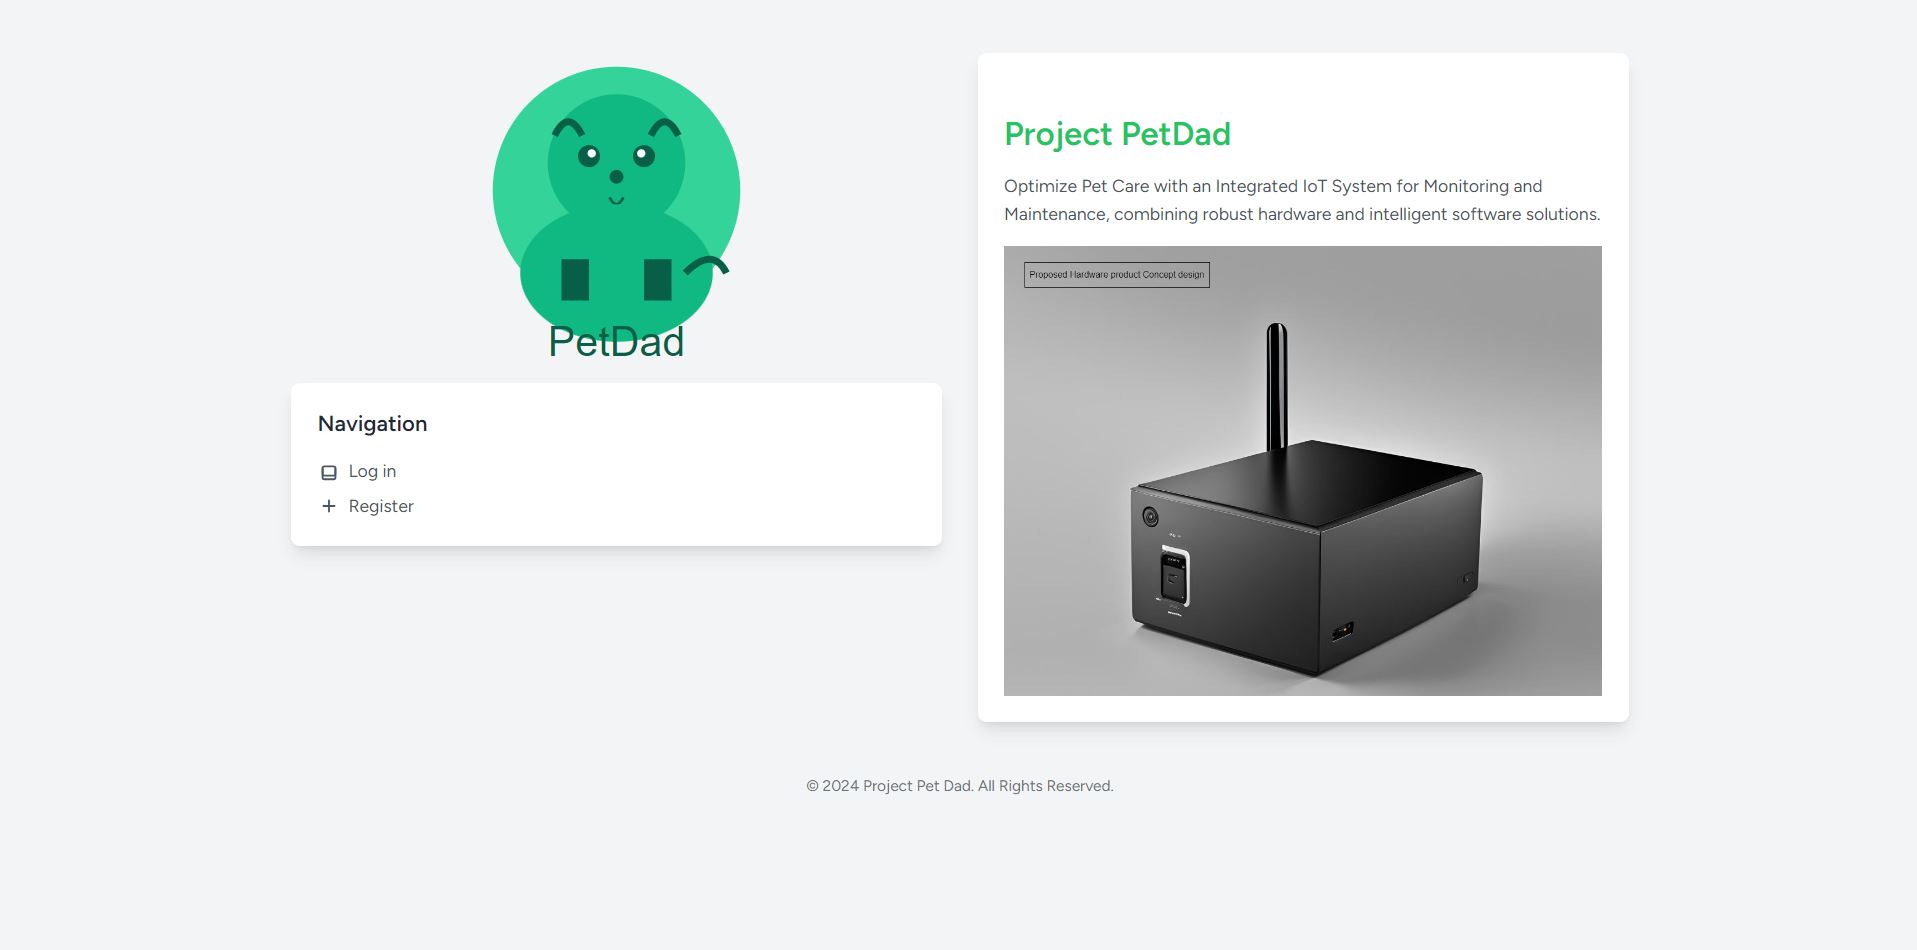 PetDad
Navigation
Log in
Register
Project PetDad
Optimize Pet Care with an Integrated IoT System for Monitoring and
Maintenance, combining robust hardware and intelligent software solutions.
Proposed Hardware product Concept design
© 2024 Project Pet Dad. All Rights Reserved.